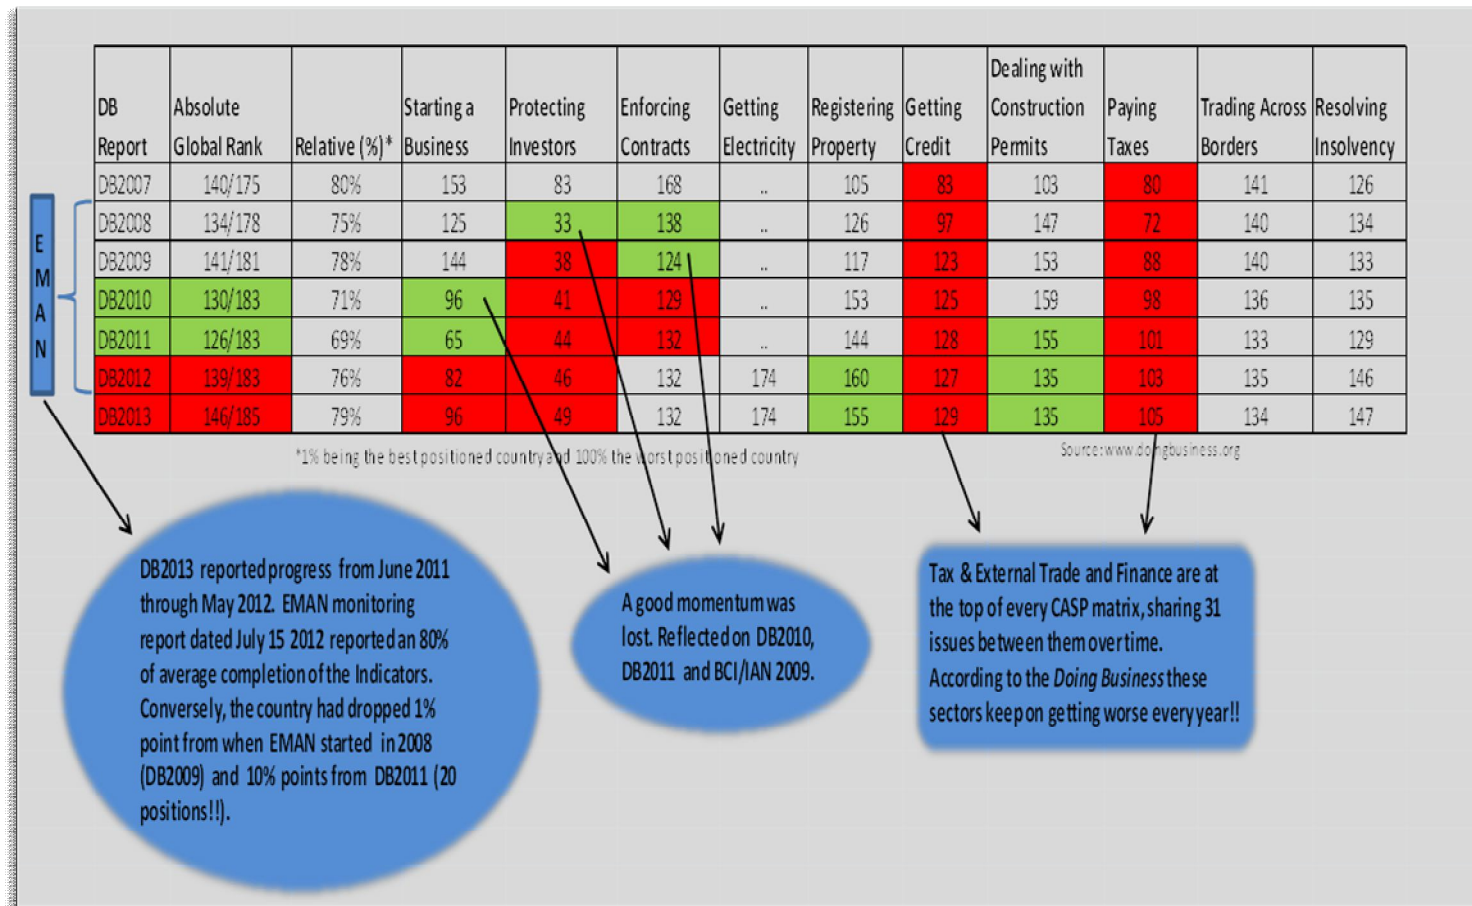 DB Report Absolute Global Rank Relative (%)* Starting a Business Protecting Investors Enforcing Contracts Getting Electricity Registering Property Getting Credit Dealing with Construction Permits Paying Taxes Trading Across Borders Resolving Insolvency
DB2007 140/175 80% 153 83 168 .. 105 83 103 80 141 126
DB2008 134/178 75% 125 33 138 .. 126 97 147 72 140 134
DB2009 141/181 78% 144 38 124 .. 117 123 153 88 140 133
DB2010 130/183 71% 96 41 129 .. 153 125 159 98 136 135
DB2011 126/183 69% 65 44 132 .. 144 128 155 101 133 129
DB2012 139/183 76% 82 46 132 174 160 127 135 103 135 146
DB2013 146/185 79% 96 49 132 174 155 129 135 105 134 147
EMAN
*1% being the best positioned country and 100% the worst positioned country
Source: www.doingbusiness.org
DB2013 reported progress from June 2011
through May 2012. EMAN monitoring
report dated July 15 2012 reported an 80%
of average completion of the Indicators.
Conversely, the country had dropped 1%
point from when EMAN started in 2008
(DB2009) and 10% points from DB2011 (20
positions!!).
A good momentum was
lost. Reflected on DB2010,
DB2011 and BCI/IAN 2009.
Tax & External Trade and Finance are at
the top of every CASP matrix, sharing 31
issues between them over time.
According to the Doing Business these
sectors keep on getting worse every year!!